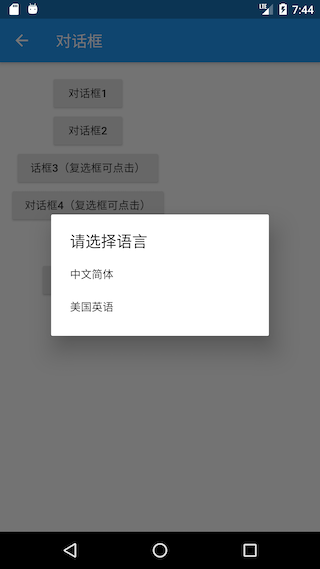 LTE 7:44
对话框
对话框1
对话框2
话框3（复选框可点击）
对话框4（复选框可点击）
请选择语言
中文简体
美国英语